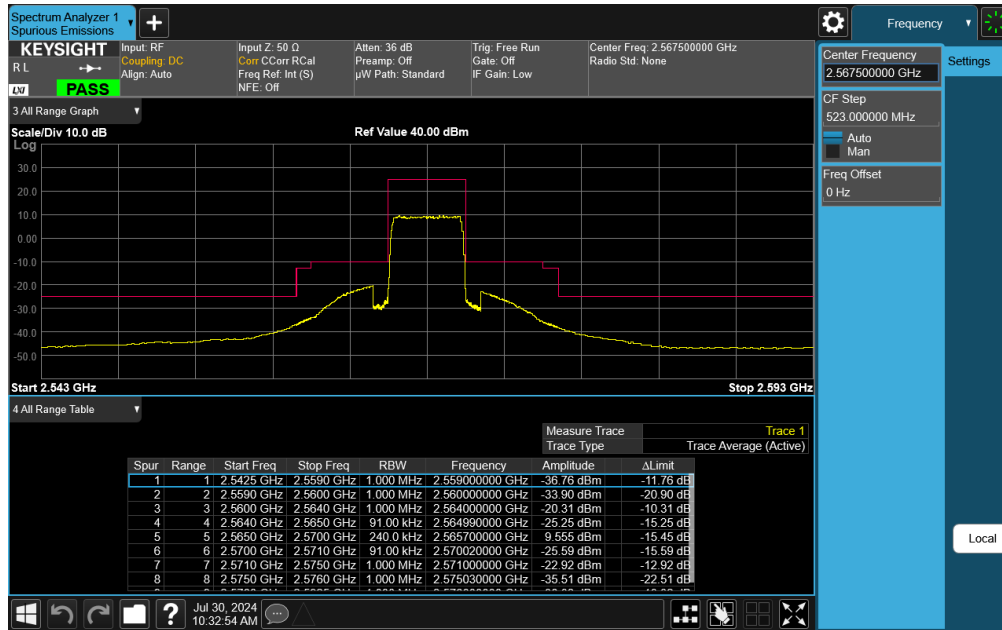 Spectrum Analyzer 1
Spurious Emissions
Frequency
KEYSIGHT
R L
LXI
PASS
Input: RF
Coupling: DC
Align: Auto
Input Z: 50 Ω
Corr CCorr RCal
Freq Ref: Int (S)
NFE: Off
Atten: 36 dB
Preamp: Off
µW Path: Standard
Trig: Free Run
Gate: Off
IF Gain: Low
Center Freq: 2.567500000 GHz
Radio Std: None
Center Frequency
2.567500000 GHz
CF Step
523.000000 MHz
Auto
Man
Freq Offset
0 Hz
Settings
Local
3 All Range Graph
Scale/Div 10.0 dB
Ref Value 40.00 dBm
Log
30.0
20.0
10.0
0.00
-10.0
-20.0
-30.0
-40.0
-50.0
Start 2.543 GHz
Stop 2.593 GHz
4 All Range Table
Measure Trace Trace 1
Trace Type Trace Average (Active)
Spur Range Start Freq Stop Freq RBW Frequency Amplitude ΔLimit
1 1 2.5425 GHz 2.5590 GHz 1.000 MHz 2.559000000 GHz -36.76 dBm -11.76 dB
2 2 2.5590 GHz 2.5600 GHz 1.000 MHz 2.560000000 GHz -33.90 dBm -20.90 dB
3 3 2.5600 GHz 2.5640 GHz 1.000 MHz 2.564000000 GHz -20.31 dBm -10.31 dB
4 4 2.5640 GHz 2.5650 GHz 91.00 kHz 2.564990000 GHz -25.25 dBm -15.25 dB
5 5 2.5650 GHz 2.5700 GHz 240.0 kHz 2.565700000 GHz 9.555 dBm -15.45 dB
6 6 2.5700 GHz 2.5710 GHz 91.00 kHz 2.570020000 GHz -25.59 dBm -15.59 dB
7 7 2.5710 GHz 2.5750 GHz 1.000 MHz 2.571000000 GHz -22.92 dBm -12.92 dB
8 8 2.5750 GHz 2.5760 GHz 1.000 MHz 2.575030000 GHz -35.51 dBm -22.51 dB
Jul 30, 2024
10:32:54 AM